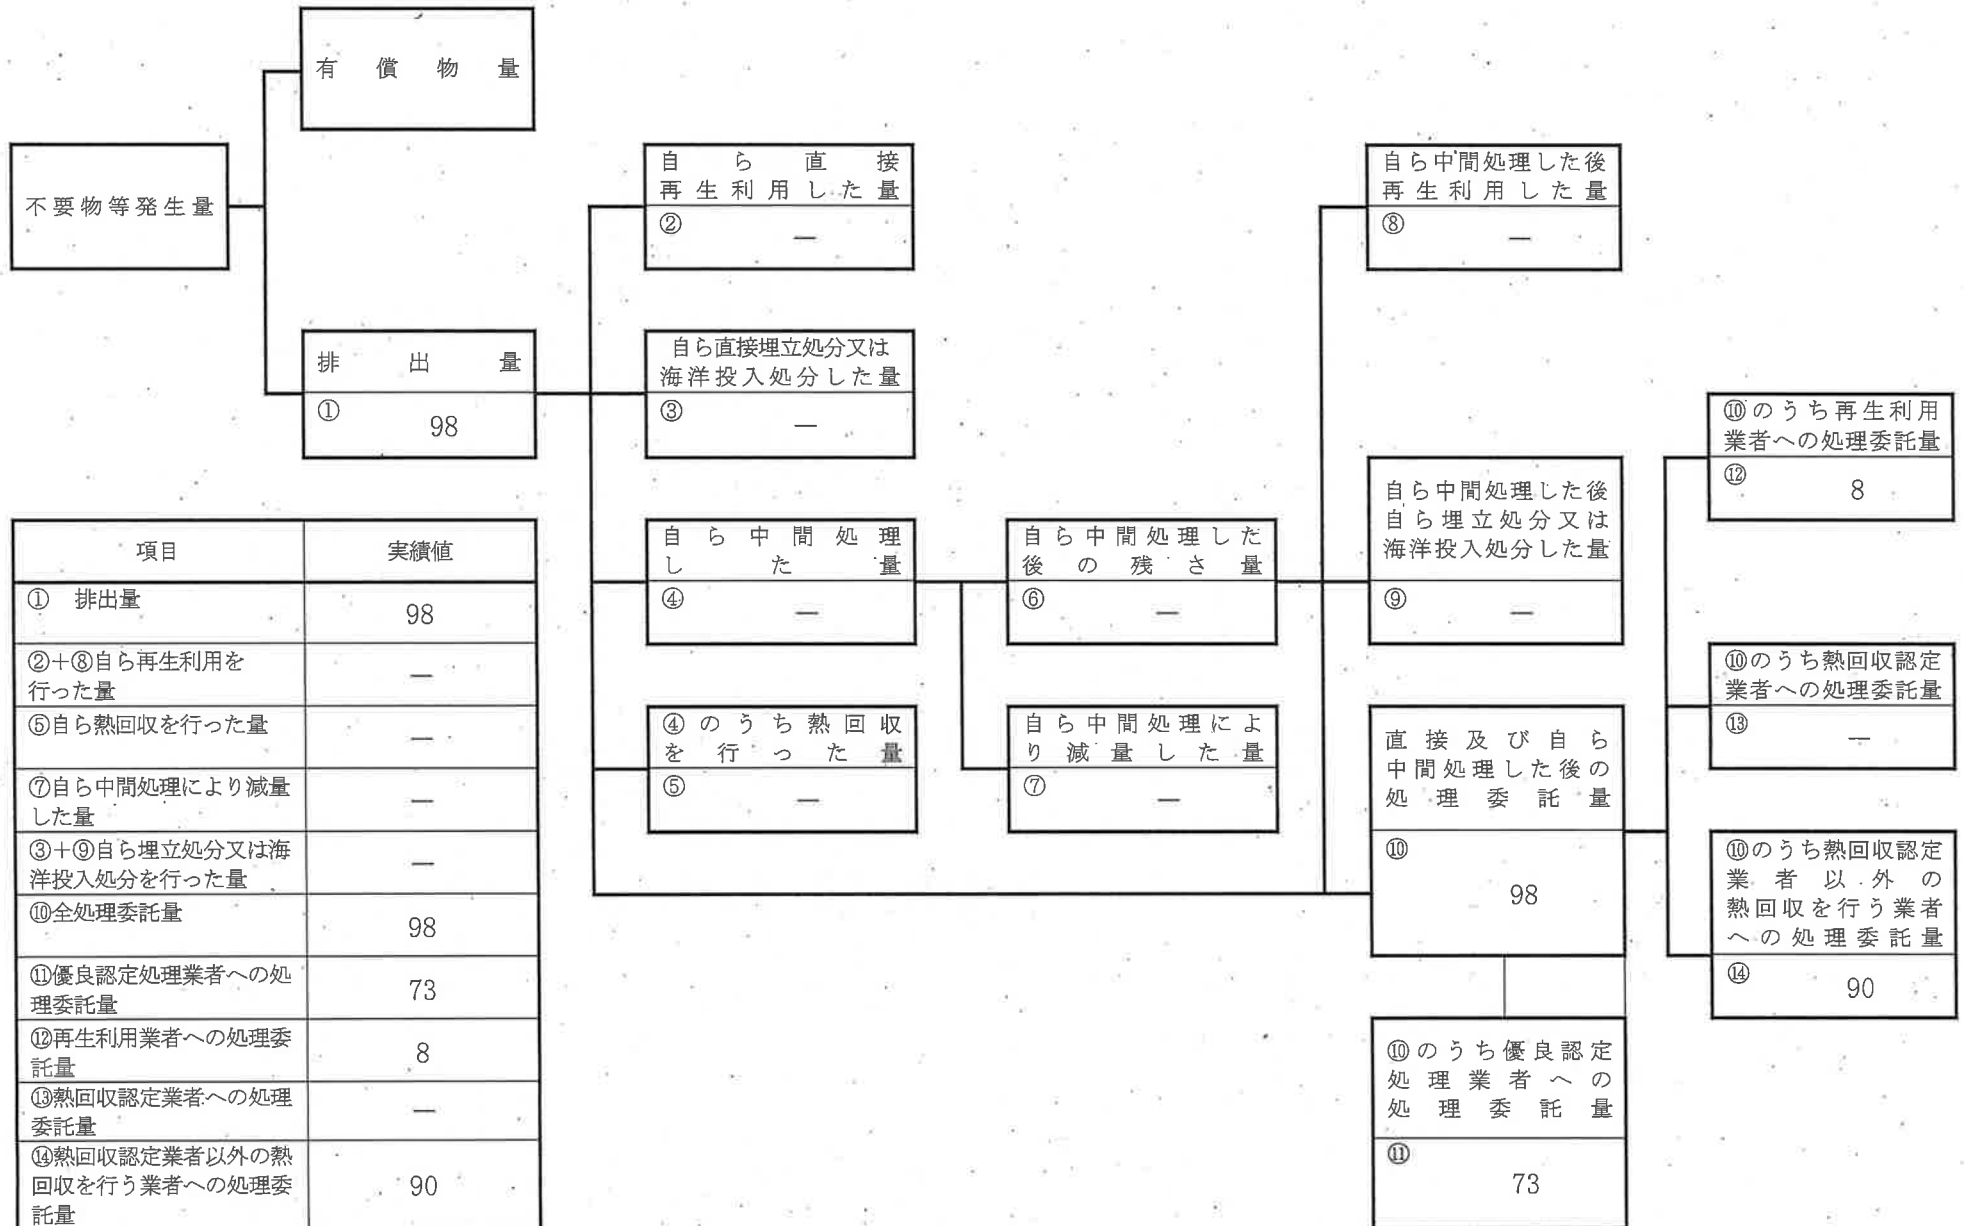 有償物量
不要物等発生量
排出量
① 98
自ら直接
再生利用した量
② ―
自ら直接埋立処分又は
海洋投入処分した量
③ ―
自ら中間処理
した量
④ ―
④のうち熱回収
を行った量
⑤ ―
自ら中間処理した
後の残さ量
⑥ ―
自ら中間処理によ
り減量した量
⑦ ―
自ら中間処理した後
再生利用した量
⑧ ―
自ら中間処理した後
自ら埋立処分又は
海洋投入処分した量
⑨ ―
直接及び自ら
中間処理した後の
処理委託量
⑩ 98
⑩のうち優良認定
処理業者への
処理委託量
⑪ 73
⑩のうち再生利用
業者への処理委託量
⑫ 8
⑩のうち熱回収認定
業者への処理委託量
⑬ ―
⑩のうち熱回収認定
業者以外の
熱回収を行う業者
への処理委託量
⑭ 90
項目 実績値
① 排出量 98
②+⑧自ら再生利用を
行った量 ―
⑤自ら熱回収を行った量 ―
⑦自ら中間処理により減量
した量 ―
③+⑨自ら埋立処分又は海
洋投入処分を行った量 ―
⑩全処理委託量 98
⑪優良認定処理業者への処
理委託量 73
⑫再生利用業者への処理委
託量 8
⑬熱回収認定業者への処理
委託量 ―
⑭熱回収認定業者以外の熱
回収を行う業者への処理委
託量 90